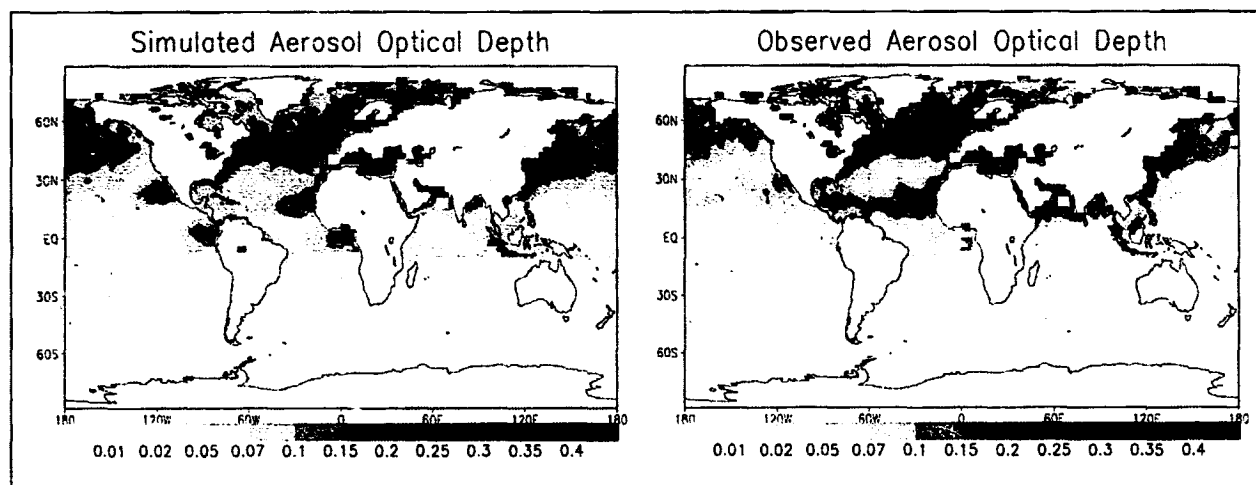 Simulated Aerosol Optical Depth
Observed Aerosol Optical Depth
60N
30N
EQ
30S
60S
180
120W
60W
0
60E
120E
180
0.01 0.02 0.05 0.07 0.1 0.15 0.2 0.25 0.3 0.35 0.4
60N
30N
EQ
30S
60S
180
120W
60W
0
60E
120E
180
0.01 0.02 0.05 0.07 0.1 0.15 0.2 0.25 0.3 0.35 0.4